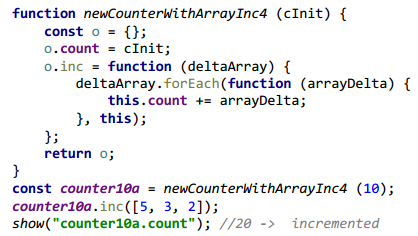 function newCounterWithArrayInc4 (cInit) {
    const o = {};
    o.count = cInit;
    o.inc = function (deltaArray) {
        deltaArray.forEach(function (arrayDelta) {
            this.count += arrayDelta;
        }, this);
    };
    return o;
}
const counter10a = newCounterWithArrayInc4 (10);
counter10a.inc([5, 3, 2]);
show("counter10a.count"); //20 ->  incremented